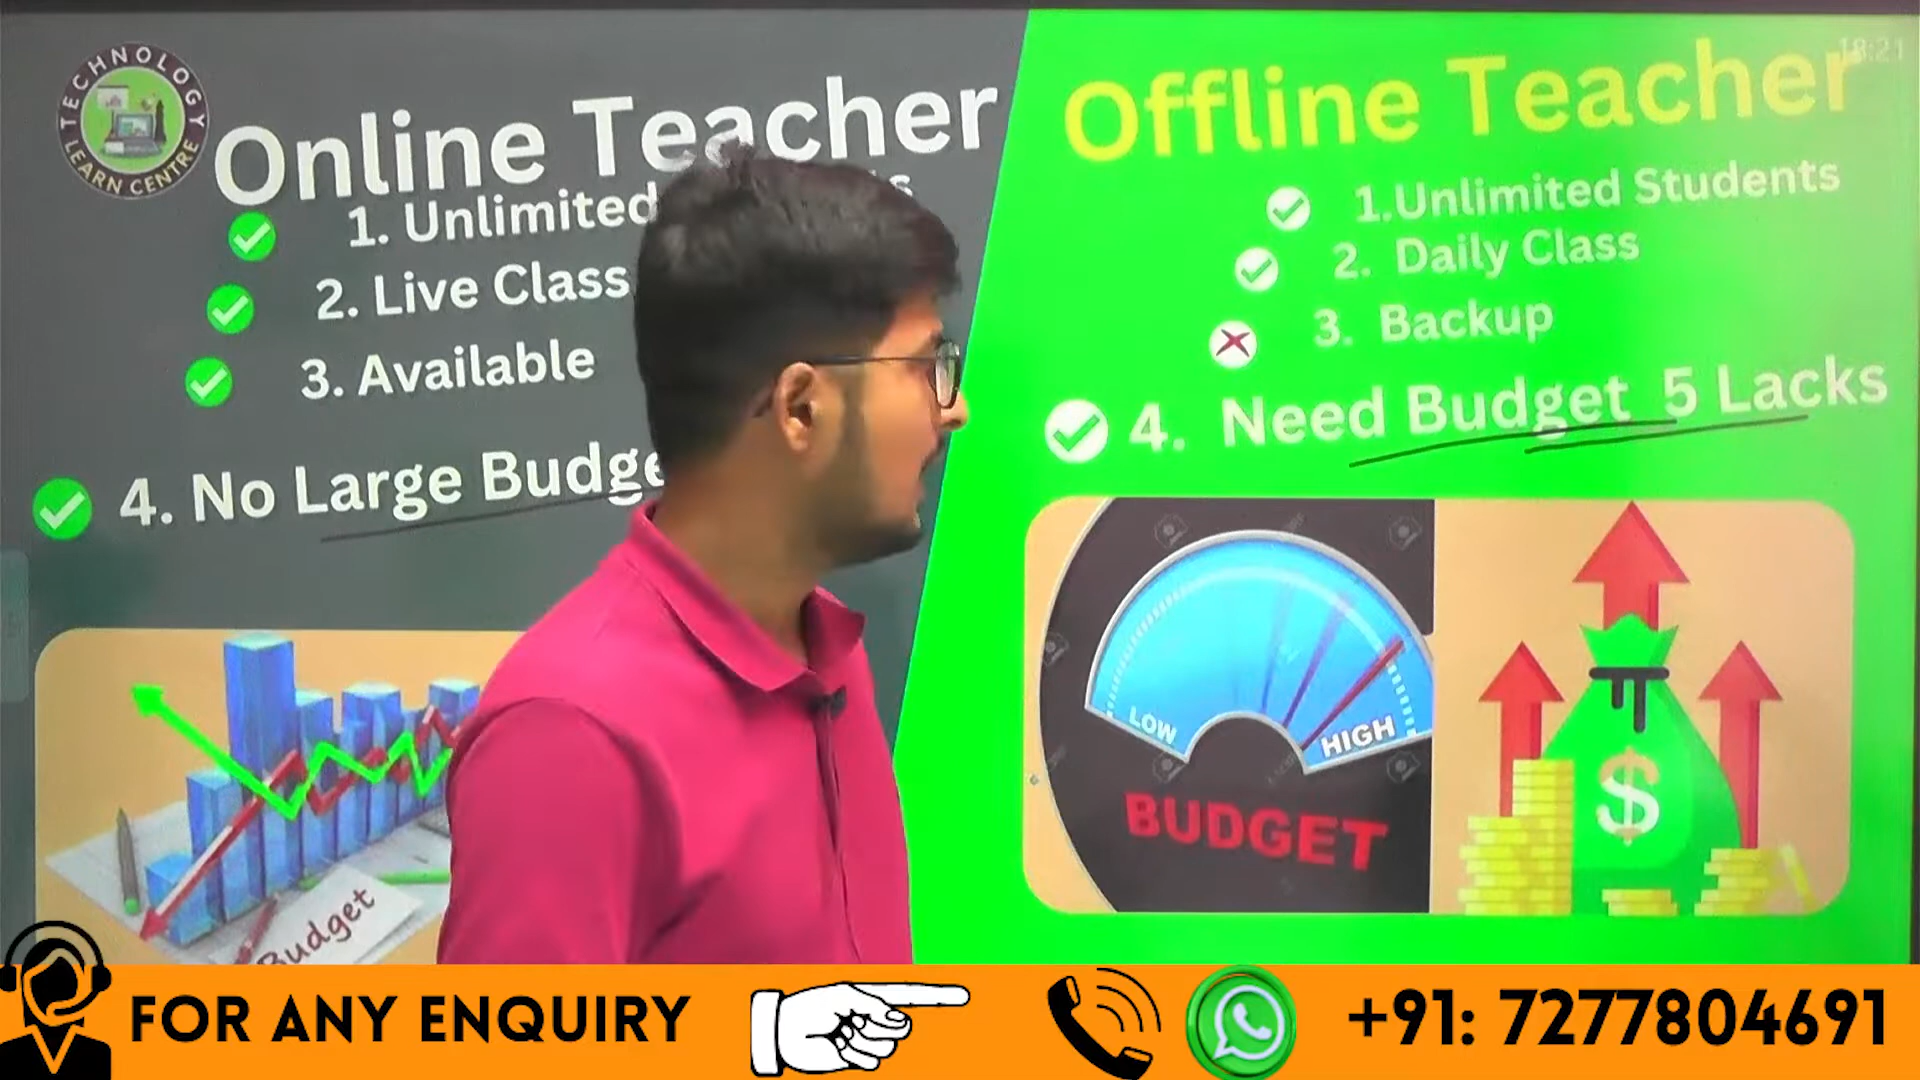 TECHNOLOGY
LEARN CENTRE
Online Teacher
1. Unlimited
2. Live Class
3. Available
4. No Large Budge
Budget
18:21
Offline Teacher
1.Unlimited Students
2. Daily Class
3. Backup
4. Need Budget 5 Lacks
LOW
HIGH
BUDGET
$
FOR ANY ENQUIRY
+91: 7277804691